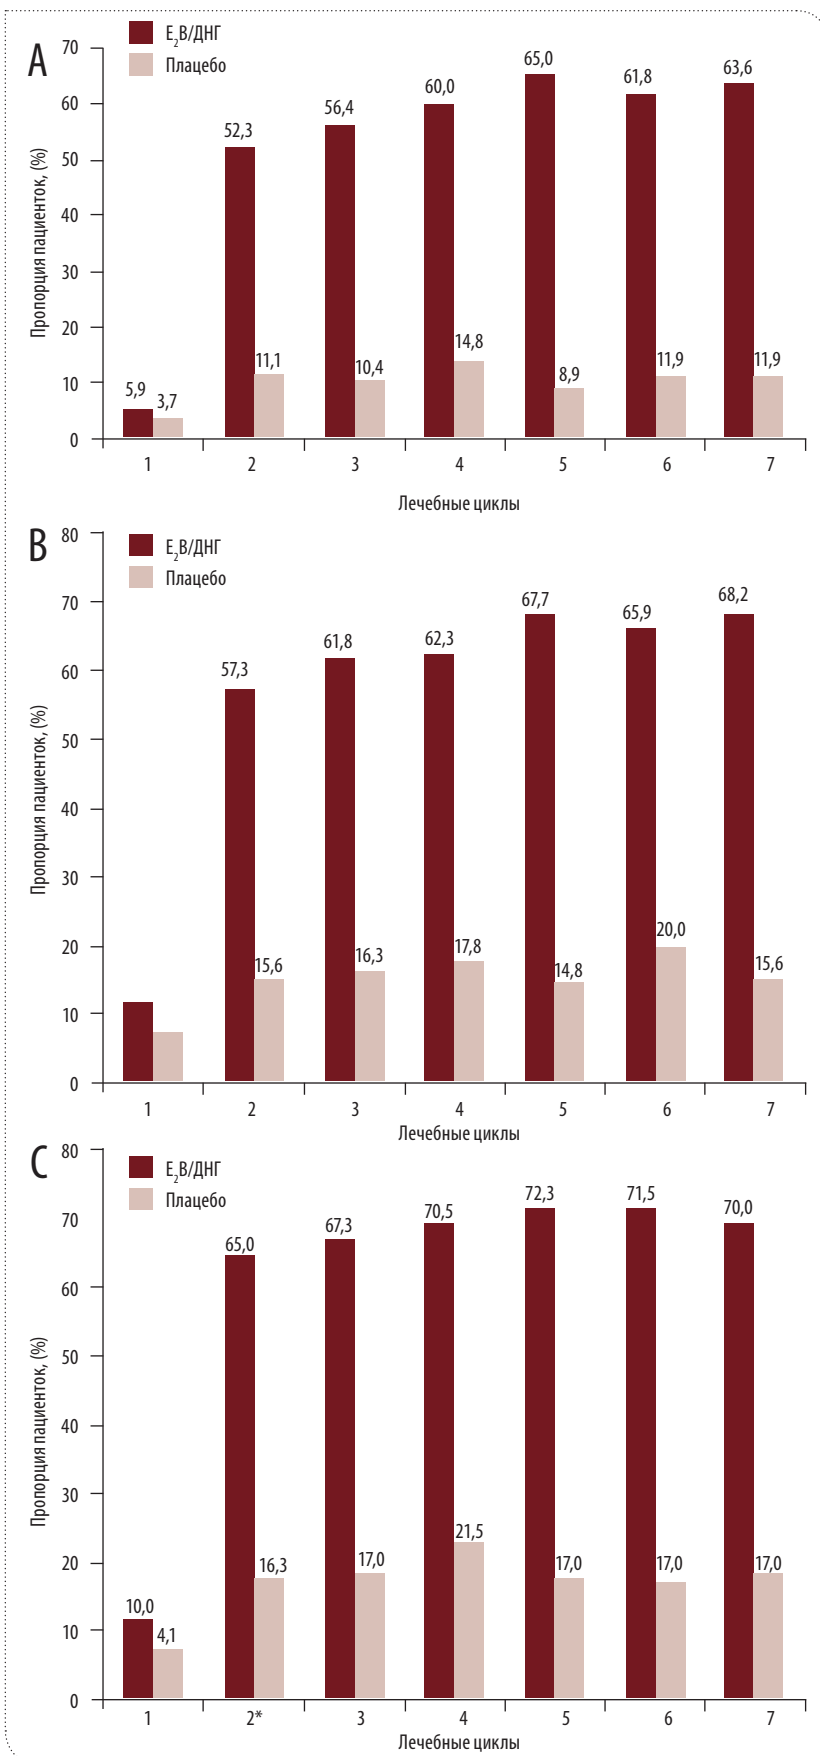 A
E₂B/ДНГ
Плацебо
Пропорция пациенток, (%)
70
60
50
40
30
20
10
0
5,9 3,7
52,3 11,1
56,4 10,4
60,0 14,8
65,0 8,9
61,8 11,9
63,6 11,9
1 2 3 4 5 6 7
Лечебные циклы
B
E₂B/ДНГ
Плацебо
Пропорция пациенток, (%)
80
70
60
50
40
30
20
10
0
57,3 15,6
61,8 16,3
62,3 17,8
67,7 14,8
65,9 20,0
68,2 15,6
1 2 3 4 5 6 7
Лечебные циклы
C
E₂B/ДНГ
Плацебо
Пропорция пациенток, (%)
80
70
60
50
40
30
20
10
0
10,0 4,1
65,0 16,3
67,3 17,0
70,5 21,5
72,3 17,0
71,5 17,0
70,0 17,0
1 2* 3 4 5 6 7
Лечебные циклы